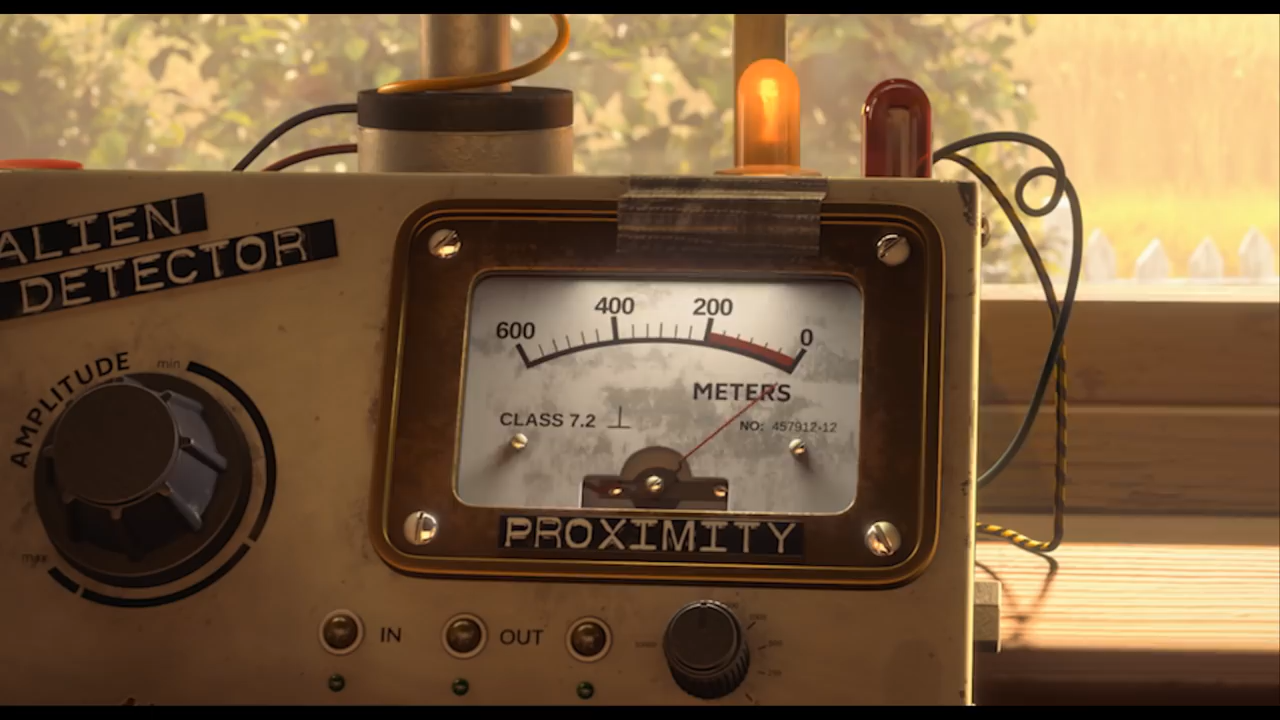 ALIEN
DETECTOR
600 400 200 0
METERS
CLASS 7.2
NO: 457912-12
AMPLITUDE
min
max
PROXIMITY
IN
OUT